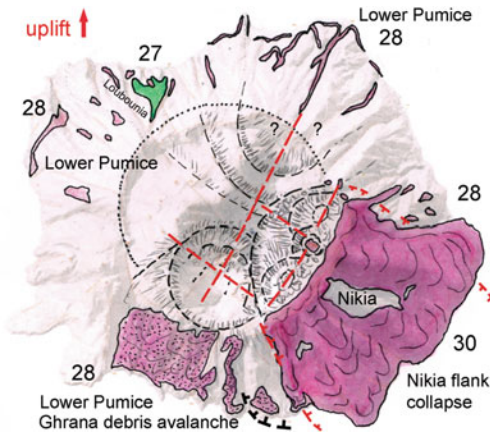 Lower Pumice
28
uplift
27
Loubounia
28
? ?
Lower Pumice
28
Nikia
30
28
Nikia flank
collapse
Lower Pumice
Ghrana debris avalanche